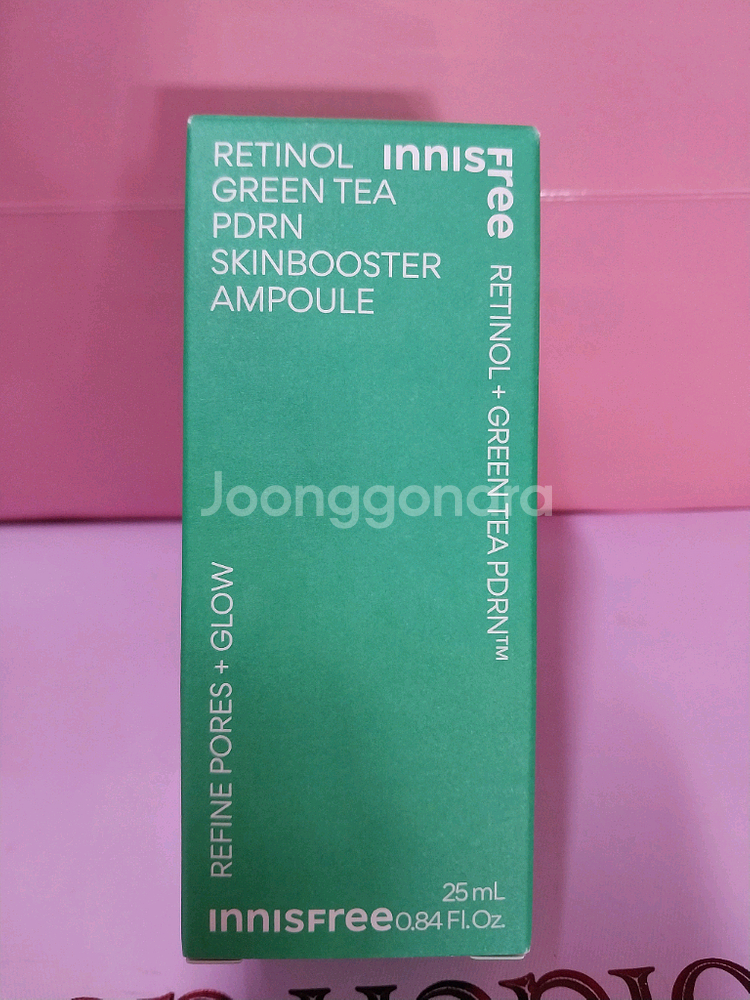 RETINOL
GREEN TEA
PDRN
SKINBOOSTER
AMPOULE
innisfree
RETINOL + GREEN TEA PDRN™
Joonggonara
REFINE PORES + GLOW
25 mL
innisfree 0.84 Fl.Oz.